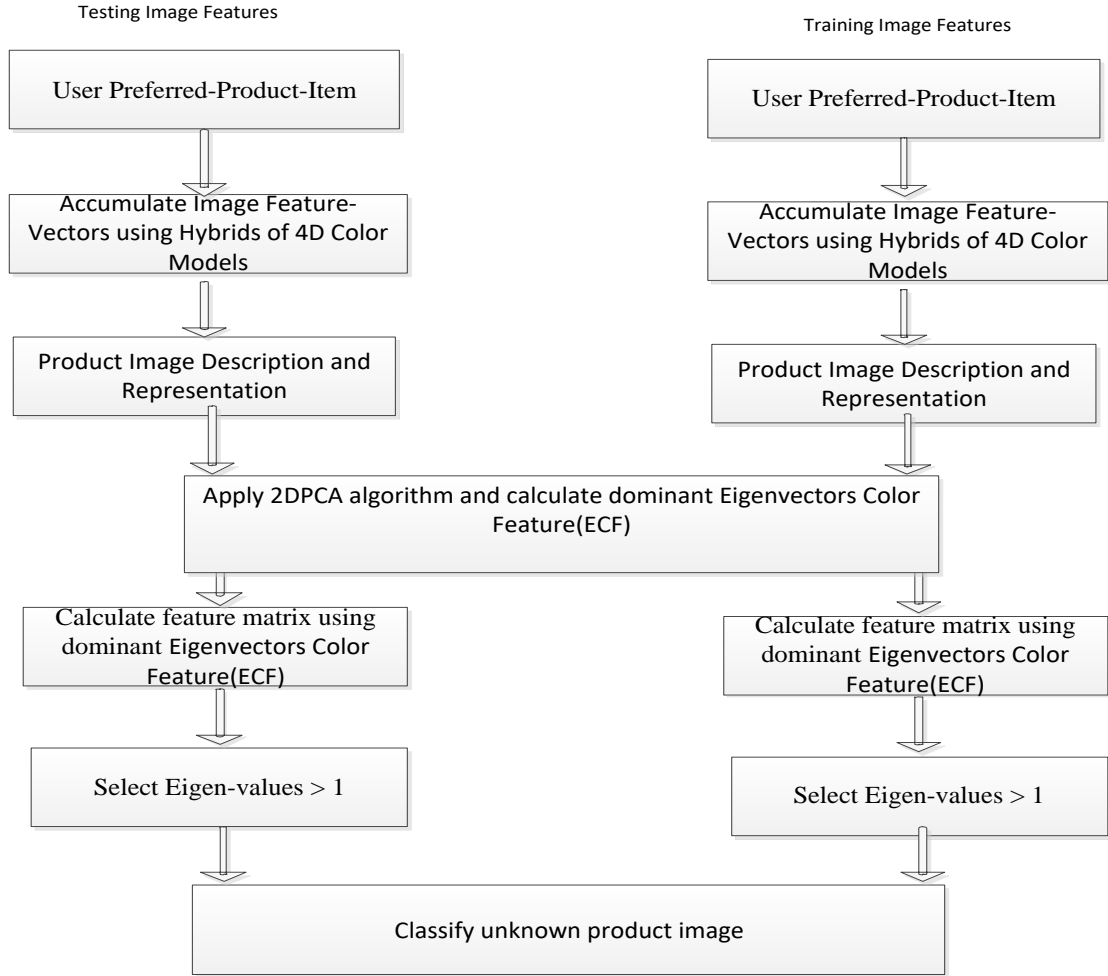 Testing Image Features
Training Image Features
User Preferred-Product-Item
User Preferred-Product-Item
Accumulate Image Feature-
Vectors using Hybrids of 4D Color
Models
Accumulate Image Feature-
Vectors using Hybrids of 4D Color
Models
Product Image Description and
Representation
Product Image Description and
Representation
Apply 2DPCA algorithm and calculate dominant Eigenvectors Color
Feature(ECF)
Calculate feature matrix using
dominant Eigenvectors Color
Feature(ECF)
Calculate feature matrix using
dominant Eigenvectors Color
Feature(ECF)
Select Eigen-values > 1
Select Eigen-values > 1
Classify unknown product image